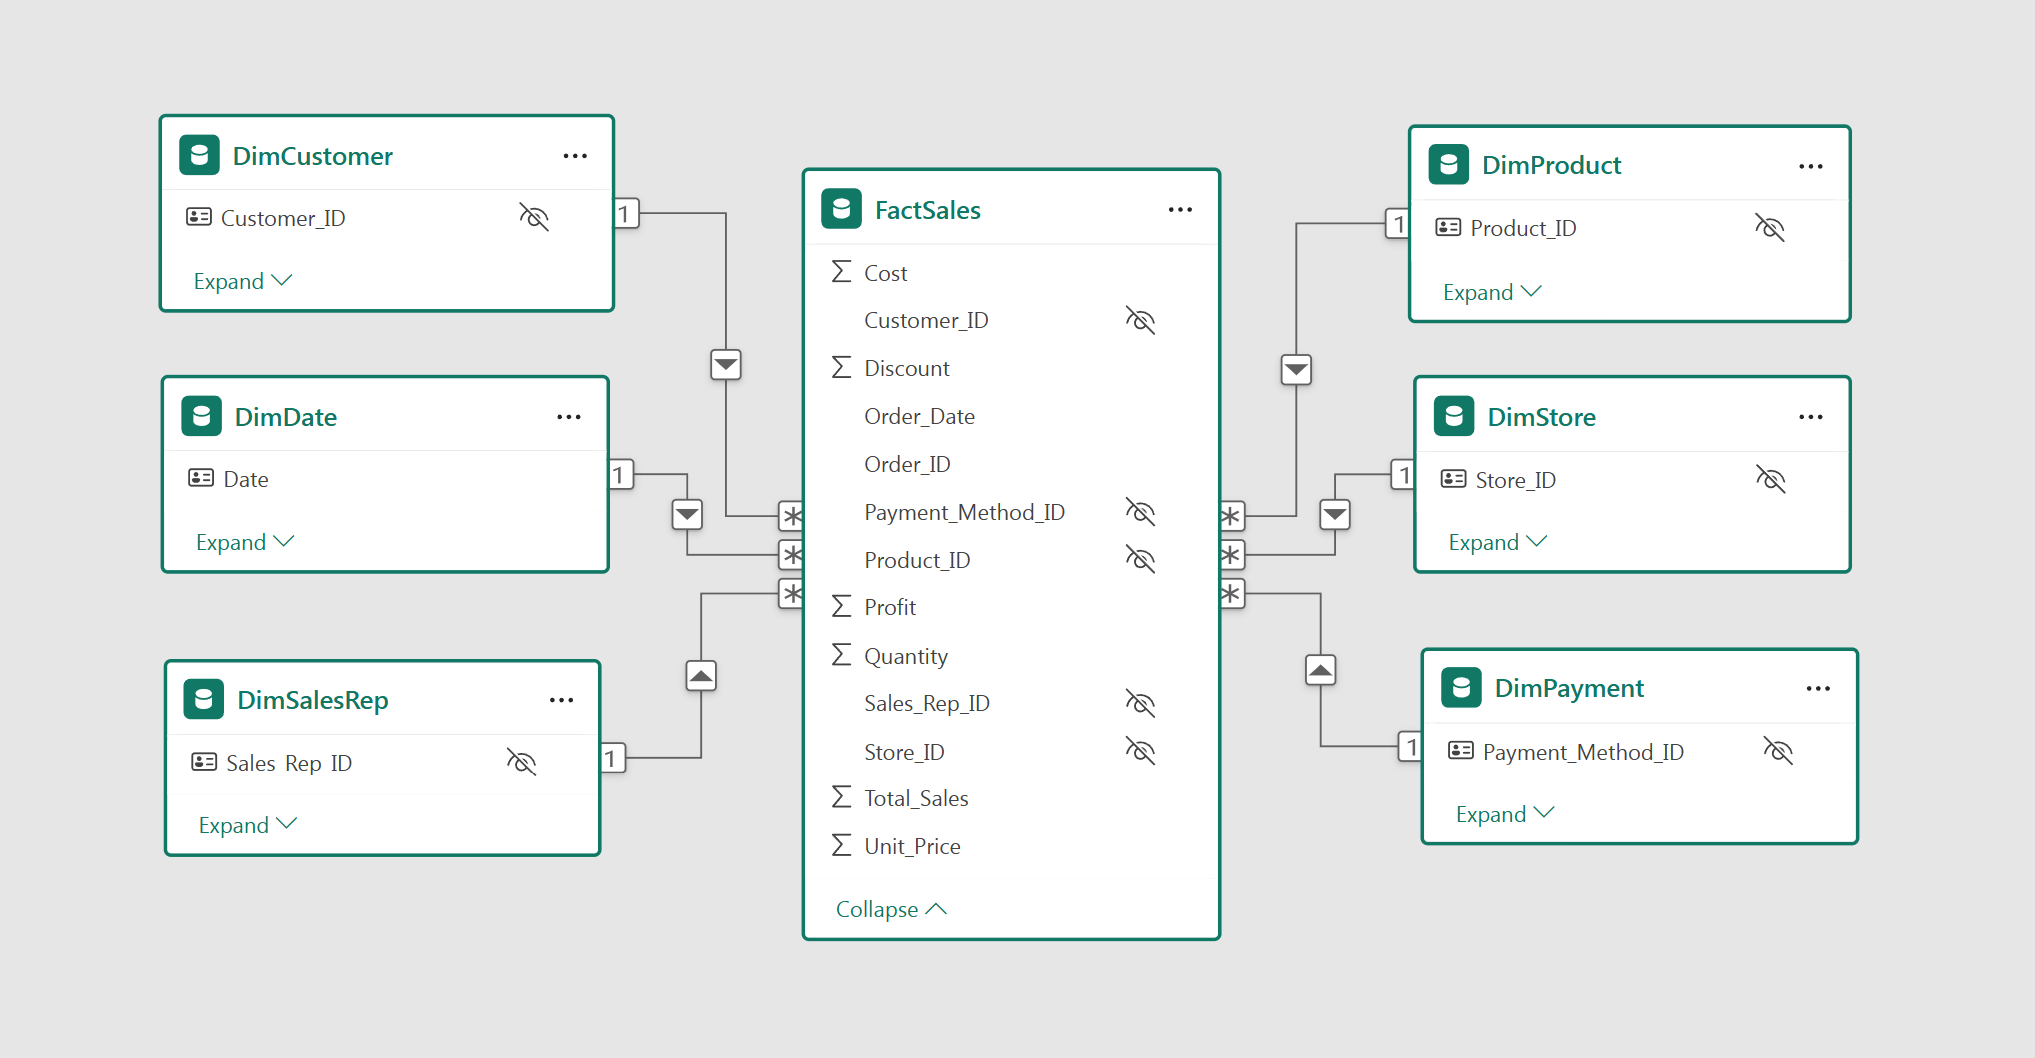 DimCustomer
Customer_ID
Expand
1
DimDate
Date
Expand
1
DimSalesRep
Sales_Rep_ID
Expand
1
FactSales
Σ Cost
Customer_ID
Σ Discount
Order_Date
Order_ID
Payment_Method_ID
Product_ID
Σ Profit
Σ Quantity
Sales_Rep_ID
Store_ID
Σ Total_Sales
Σ Unit_Price
Collapse
*
*
*
*
*
*
DimProduct
Product_ID
Expand
1
DimStore
Store_ID
Expand
1
DimPayment
Payment_Method_ID
Expand
1